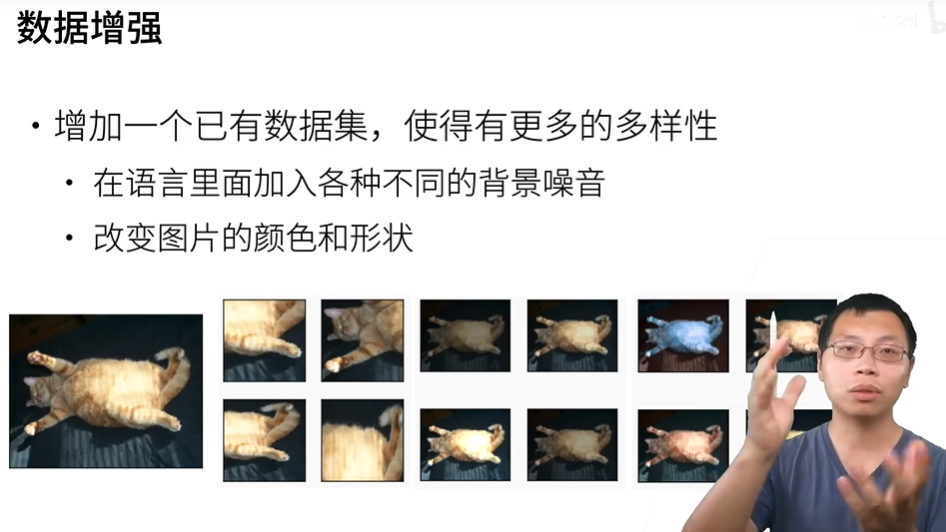 数据增强
• 增加一个已有数据集，使得有更多的多样性
• 在语言里面加入各种不同的背景噪音
• 改变图片的颜色和形状